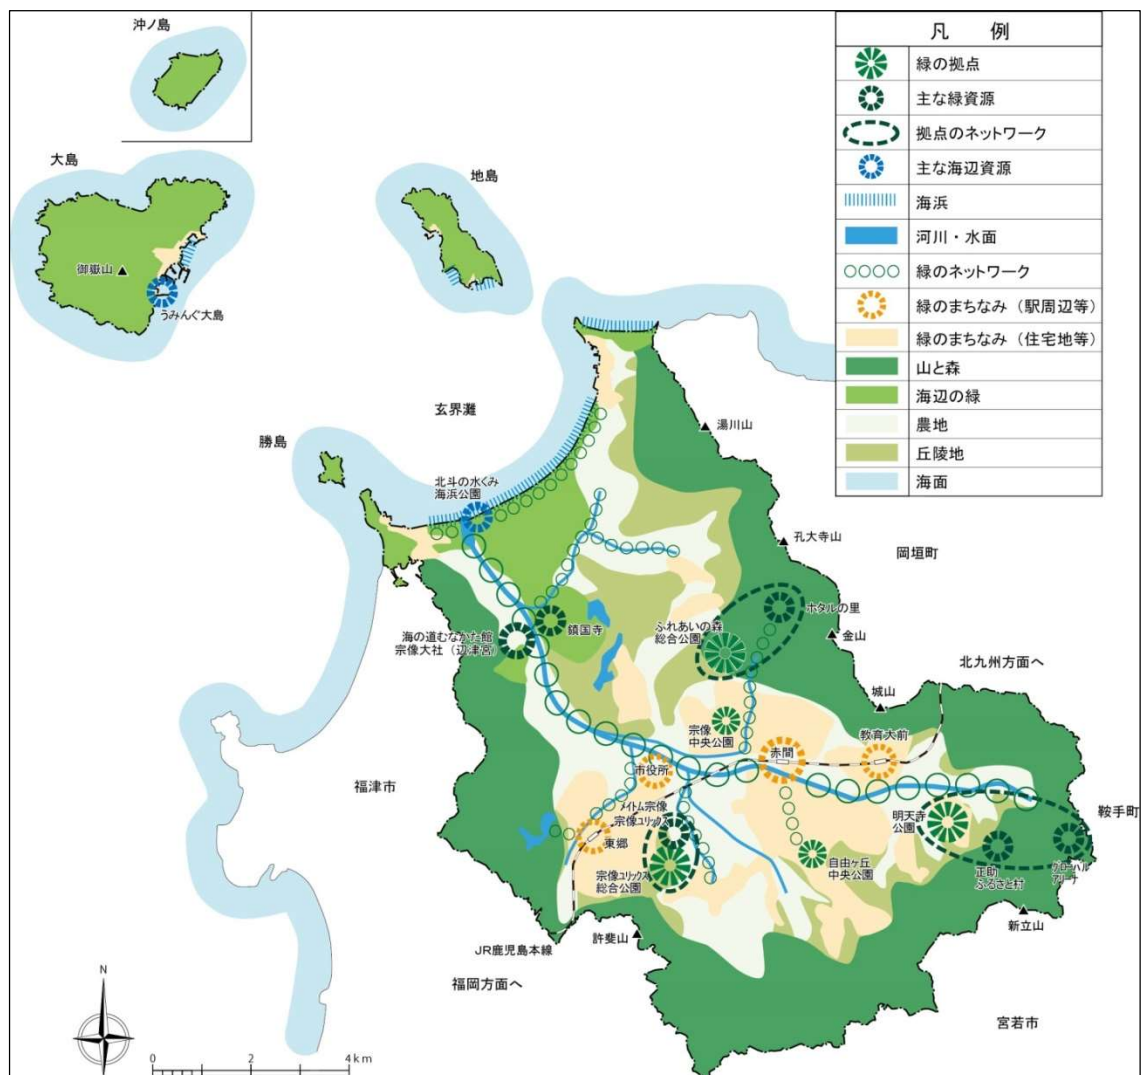 沖ノ島
大島
御嶽山
うみんぐ大島
地島
凡 例
緑の拠点
主な緑資源
拠点のネットワーク
主な海辺資源
海浜
河川・水面
緑のネットワーク
緑のまちなみ（駅周辺等）
緑のまちなみ（住宅地等）
山と森
海辺の緑
農地
丘陵地
海面
玄界灘
勝島
北斗の水くみ
海浜公園
湯川山
孔大寺山
岡垣町
ホタルの里
ふれあいの森
総合公園
金山
鎮国寺
海の道むなかた館
宗像大社（辺津宮）
北九州方面へ
城山
宗像
中央公園
教育大前
赤間
市役所
福津市
メイトム宗像
宗像ユリックス
東郷
宗像ユリックス
総合公園
自由ヶ丘
中央公園
明天寺
公園
鞍手町
正助
ふるさと村
グローバル
アリーナ
新立山
許斐山
JR鹿児島本線
福岡方面へ
宮若市
N
0 2 4km